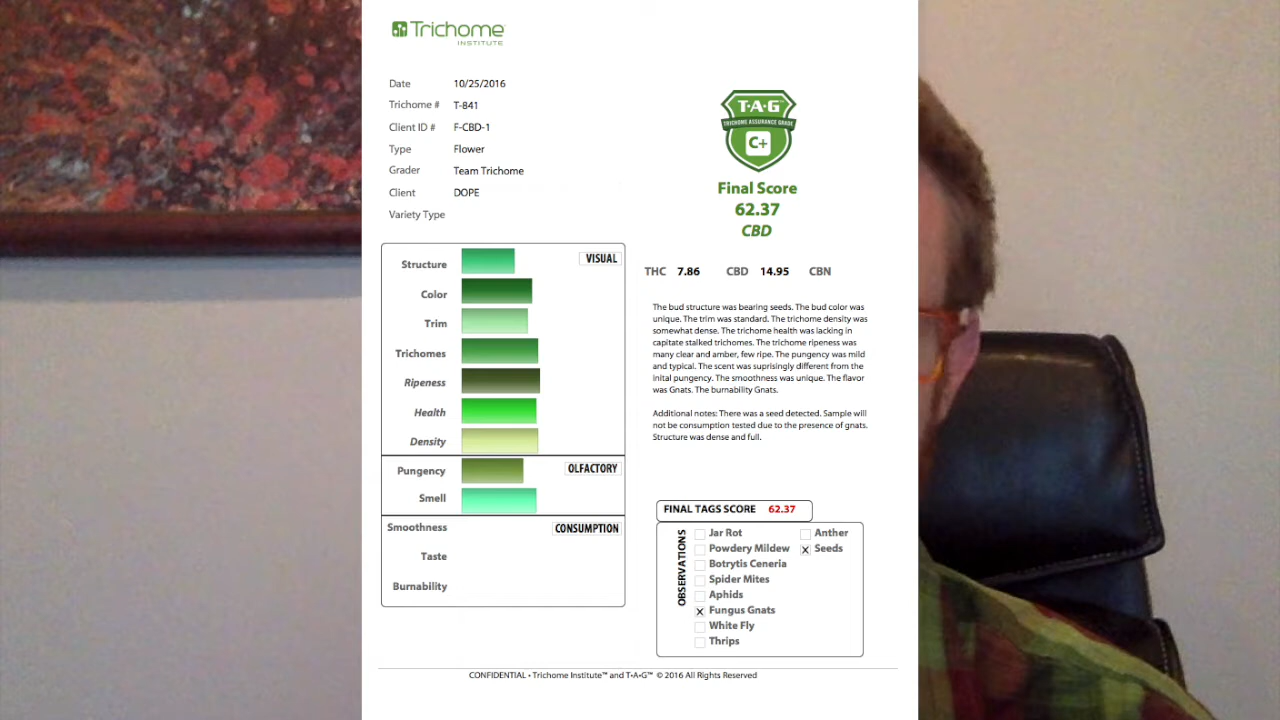 Trichome
INSTITUTE
Date 10/25/2016
Trichome # T-841
Client ID # F-CBD-1
Type Flower
Grader Team Trichome
Client DOPE
Variety Type
T·A·G™
TRICHOME ASSURANCE GRADE
C+
Final Score
62.37
CBD
THC 7.86 CBD 14.95 CBN
VISUAL
Structure
Color
Trim
Trichomes
Ripeness
Health
Density
OLFACTORY
Pungency
Smell
CONSUMPTION
Smoothness
Taste
Burnability
The bud structure was bearing seeds. The bud color was
unique. The trim was standard. The trichome density was
somewhat dense. The trichome health was lacking in
capitate stalked trichomes. The trichome ripeness was
many clear and amber, few ripe. The pungency was mild
and typical. The scent was suprisingly different from the
inital pungency. The smoothness was unique. The flavor
was Gnats. The burnability Gnats.
Additional notes: There was a seed detected. Sample will
not be consumption tested due to the presence of gnats.
Structure was dense and full.
FINAL TAGS SCORE 62.37
OBSERVATIONS
Jar Rot
Powdery Mildew
Botrytis Ceneria
Spider Mites
Aphids
X Fungus Gnats
White Fly
Thrips
Anther
X Seeds
CONFIDENTIAL • Trichome Institute™ and T•A•G™ © 2016 All Rights Reserved